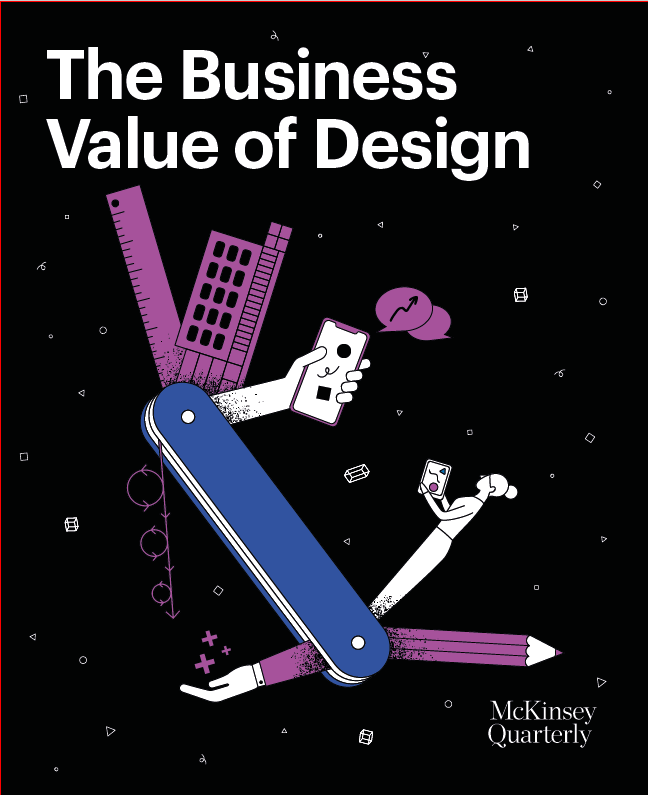 The Business
Value of Design
McKinsey
Quarterly